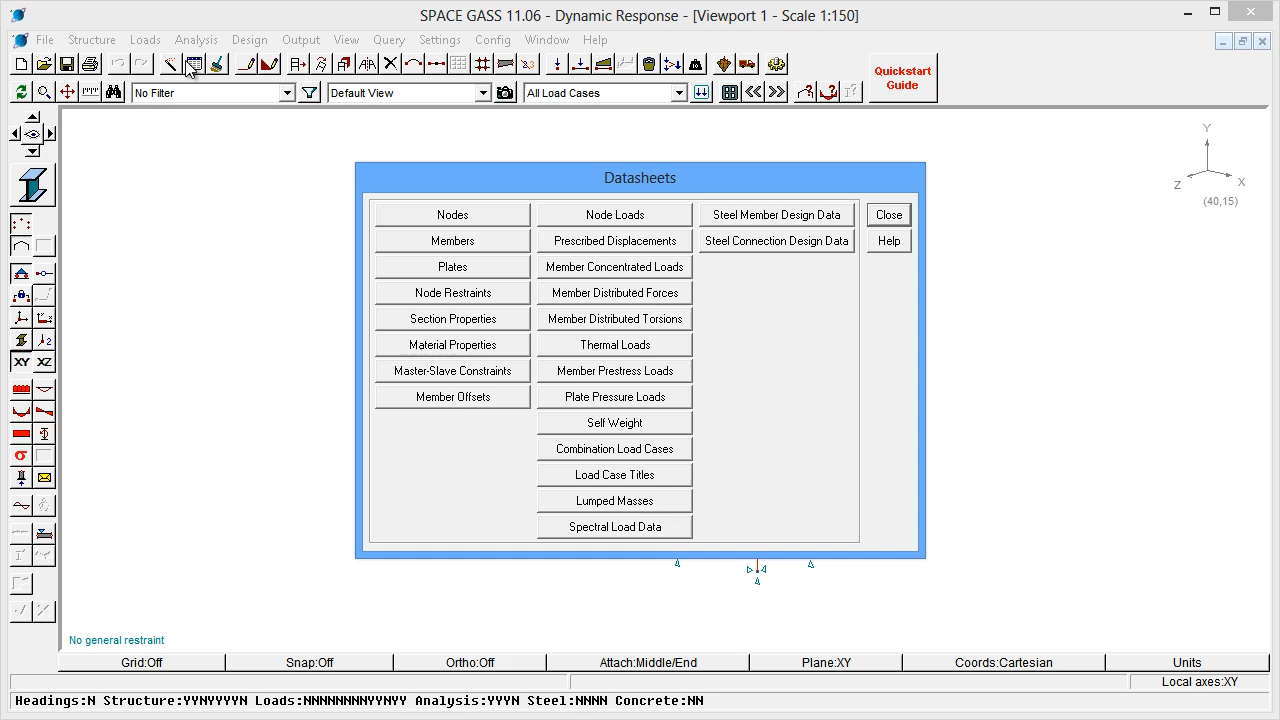 SPACE GASS 11.06 - Dynamic Response - [Viewport 1 - Scale 1:150]
File Structure Loads Analysis Design Output View Query Settings Config Window Help
Quickstart
Guide
No Filter Default View All Load Cases
Y
Z X
(40,15)
Datasheets
Nodes Node Loads Steel Member Design Data Close
Members Prescribed Displacements Steel Connection Design Data Help
Plates Member Concentrated Loads
Node Restraints Member Distributed Forces
Section Properties Member Distributed Torsions
Material Properties Thermal Loads
Master-Slave Constraints Member Prestress Loads
Member Offsets Plate Pressure Loads
Self Weight
Combination Load Cases
Load Case Titles
Lumped Masses
Spectral Load Data
XY XZ
No general restraint
Grid:Off Snap:Off Ortho:Off Attach:Middle/End Plane:XY Coords:Cartesian Units
Local axes:XY
Headings:N Structure:YYNYYYYN Loads:NNNNNNNNYYNYY Analysis:YYYN Steel:NNNN Concrete:NN